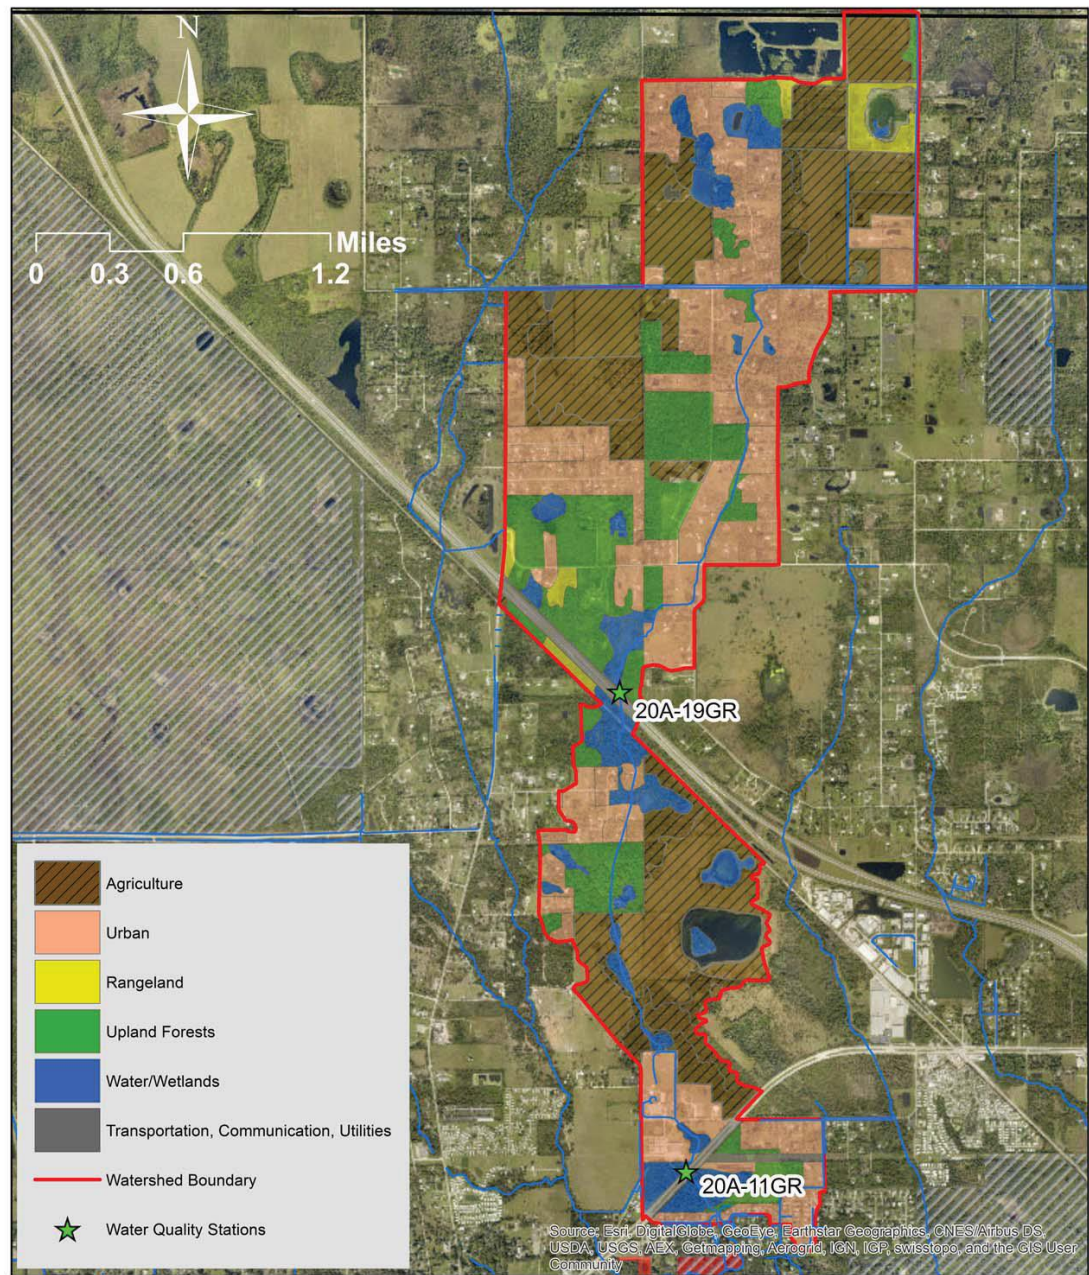 N
Miles
0 0.3 0.6 1.2
20A-19GR
Agriculture
Urban
Rangeland
Upland Forests
Water/Wetlands
Transportation, Communication, Utilities
Watershed Boundary
Water Quality Stations
20A-11GR
Source: Esri, DigitalGlobe, GeoEye, Earthstar Geographics, CNES/Airbus DS,
USDA, USGS, AEX, Getmapping, Aerogrid, IGN, IGP, swisstopo, and the GIS User
Community